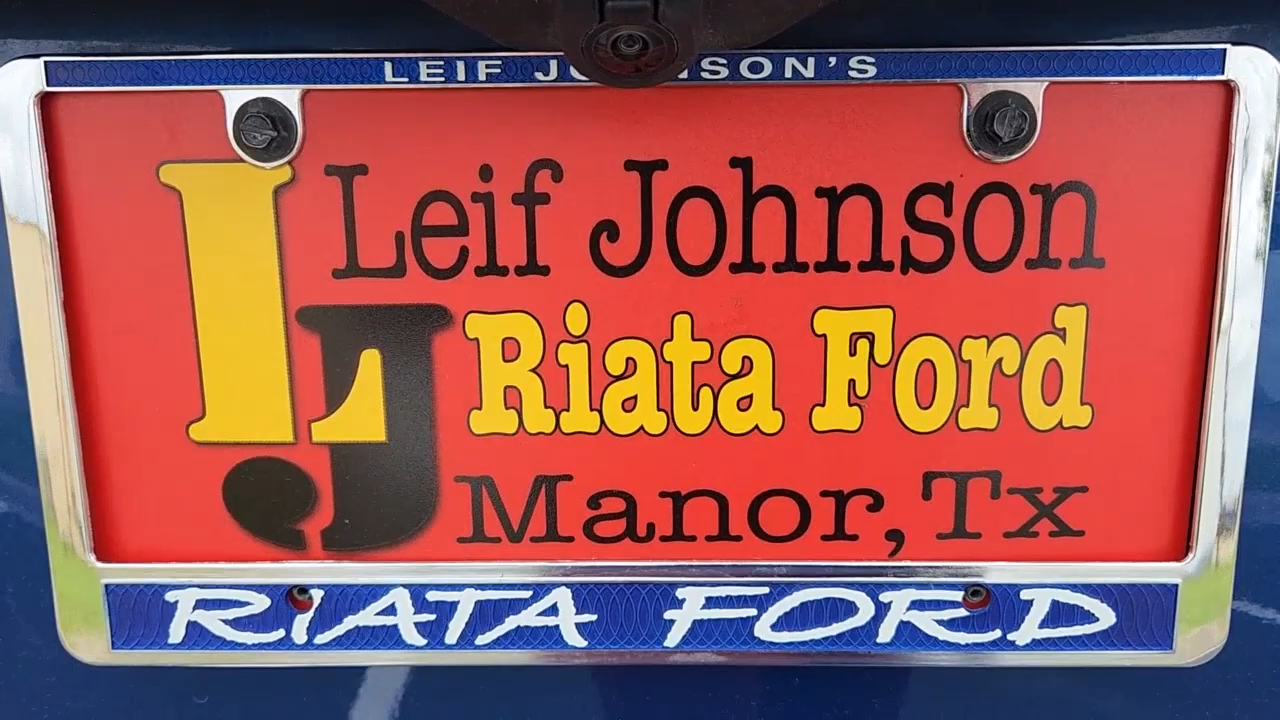 LEIF JOHNSON'S
LJ
Leif Johnson
Riata Ford
Manor, Tx
RIATA FORD